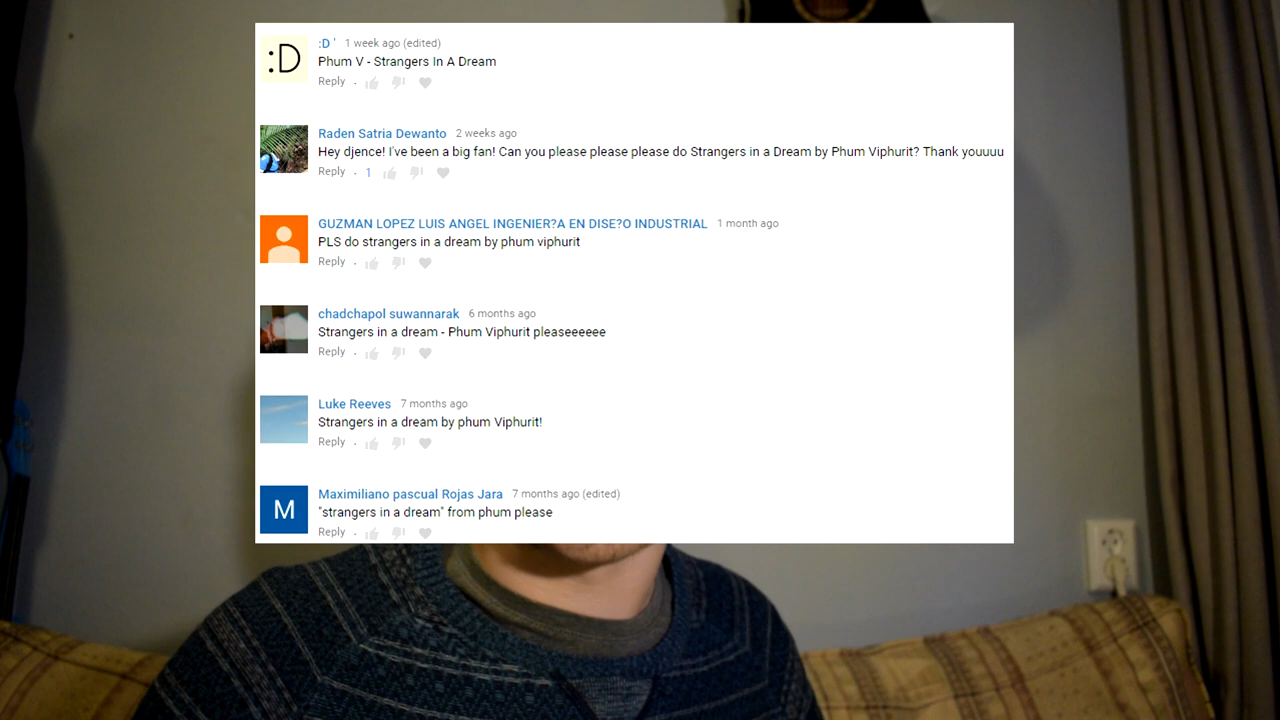 :D
:D ' 1 week ago (edited)
Phum V - Strangers In A Dream
Reply .
Raden Satria Dewanto 2 weeks ago
Hey djence! I've been a big fan! Can you please please please do Strangers in a Dream by Phum Viphurit? Thank youuuu
Reply . 1
GUZMAN LOPEZ LUIS ANGEL INGENIER?A EN DISE?O INDUSTRIAL 1 month ago
PLS do strangers in a dream by phum viphurit
Reply .
chadchapol suwannarak 6 months ago
Strangers in a dream - Phum Viphurit pleaseeeeee
Reply .
Luke Reeves 7 months ago
Strangers in a dream by phum Viphurit!
Reply .
M
Maximiliano pascual Rojas Jara 7 months ago (edited)
"strangers in a dream" from phum please
Reply .